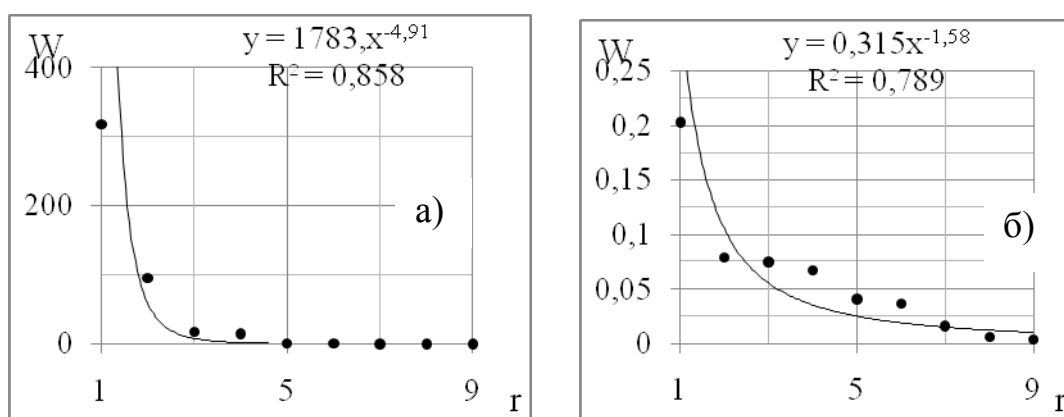 W
y = 1783,x^-4,91
R² = 0,858
400
200
0
1 5 9
r
а)
W
y = 0,315x^-1,58
R² = 0,789
0,25
0,2
0,15
0,1
0,05
0
1 5 9
r
б)